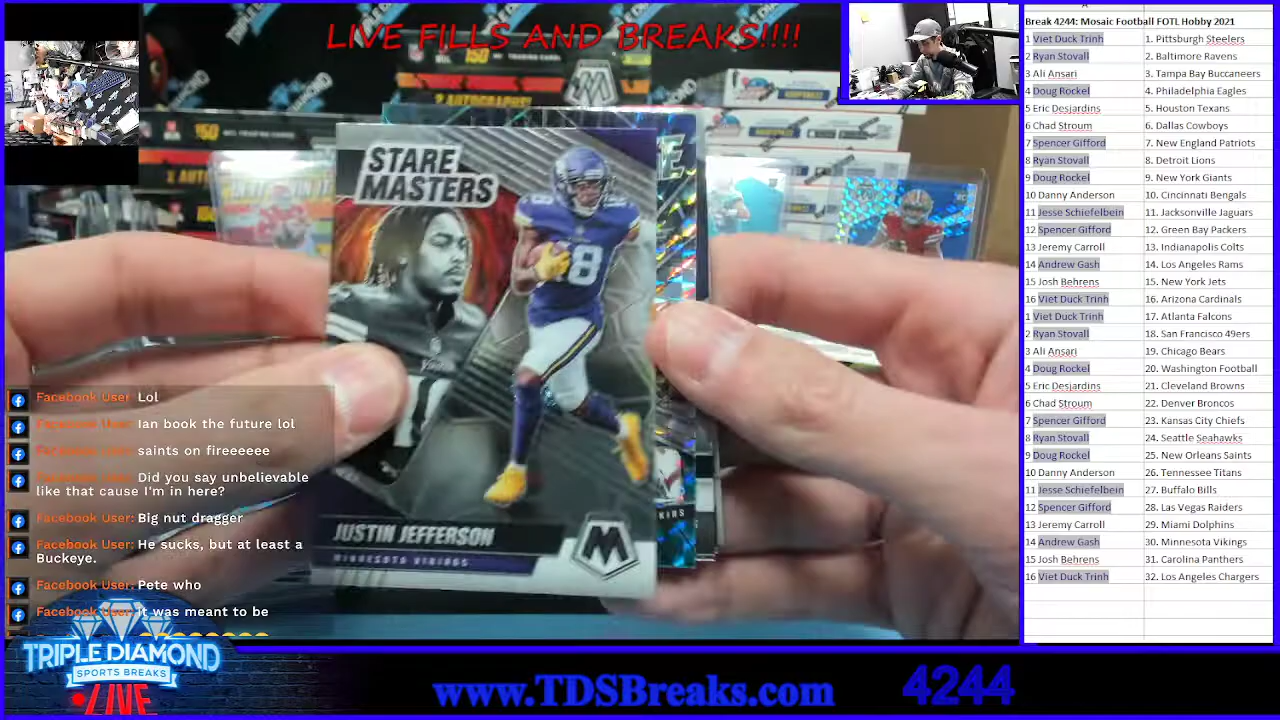 LIVE FILLS AND BREAKS!!!!
150
2 AUTOGRAPHS!
150
STARE
MASTERS
18
JUSTIN JEFFERSON
MINNESOTA VIKINGS
Facebook User: Lol
Facebook User: Ian book the future lol
Facebook User: saints on fireeeeee
Facebook User: Did you say unbelievable
like that cause I'm in here?
Facebook User: Big nut dragger
Facebook User: He sucks, but at least a
Buckeye.
Facebook User: Pete who
Facebook User: It was meant to be
TRIPLE DIAMOND
SPORTS BREAKS
LIVE
www.TDSBreaks.com
4244
Break 4244: Mosaic Football FOTL Hobby 2021
1 Viet Duck Trinh 1. Pittsburgh Steelers
2 Ryan Stovall 2. Baltimore Ravens
3 Ali Ansari 3. Tampa Bay Buccaneers
4 Doug Rockel 4. Philadelphia Eagles
5 Eric Desjardins 5. Houston Texans
6 Chad Stroom 6. Dallas Cowboys
7 Spencer Gifford 7. New England Patriots
8 Ryan Stovall 8. Detroit Lions
9 Doug Rockel 9. New York Giants
10 Danny Anderson 10. Cincinnati Bengals
11 Jesse Schiefelbein 11. Jacksonville Jaguars
12 Spencer Gifford 12. Green Bay Packers
13 Jeremy Carroll 13. Indianapolis Colts
14 Andrew Gash 14. Los Angeles Rams
15 Josh Behrens 15. New York Jets
16 Viet Duck Trinh 16. Arizona Cardinals
1 Viet Duck Trinh 17. Atlanta Falcons
2 Ryan Stovall 18. San Francisco 49ers
3 Ali Ansari 19. Chicago Bears
4 Doug Rockel 20. Washington Football
5 Eric Desjardins 21. Cleveland Browns
6 Chad Stroum 22. Denver Broncos
7 Spencer Gifford 23. Kansas City Chiefs
8 Ryan Stovall 24. Seattle Seahawks
9 Doug Rockel 25. New Orleans Saints
10 Danny Anderson 26. Tennessee Titans
11 Jesse Schiefelbein 27. Buffalo Bills
12 Spencer Gifford 28. Las Vegas Raiders
13 Jeremy Carroll 29. Miami Dolphins
14 Andrew Gash 30. Minnesota Vikings
15 Josh Behrens 31. Carolina Panthers
16 Viet Duck Trinh 32. Los Angeles Chargers